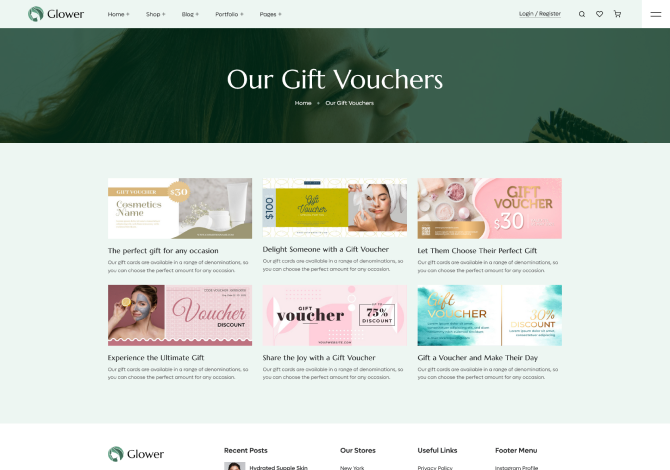 Glower
Home + Shop + Blog + Portfolio + Pages +
Login / Register
Our Gift Vouchers
Home Our Gift Vouchers
GIFT VOUCHER $30
Cosmetics
Name
The perfect gift for any occasion
Our gift cards are available in a range of denominations, so
you can choose the perfect amount for any occasion.
$100
Gift
Voucher
Delight Someone with a Gift Voucher
Our gift cards are available in a range of denominations, so
you can choose the perfect amount for any occasion.
GIFT
VOUCHER
$30
Let Them Choose Their Perfect Gift
Our gift cards are available in a range of denominations, so
you can choose the perfect amount for any occasion.
Voucher
DISCOUNT
Experience the Ultimate Gift
Our gift cards are available in a range of denominations, so
you can choose the perfect amount for any occasion.
GIFT
voucher
UP TO
75%
DISCOUNT
Share the Joy with a Gift Voucher
Our gift cards are available in a range of denominations, so
you can choose the perfect amount for any occasion.
Gift
VOUCHER
30%
DISCOUNT
Gift a Voucher and Make Their Day
Our gift cards are available in a range of denominations, so
you can choose the perfect amount for any occasion.
Glower
Recent Posts
Hydrated Supple Skin
Our Stores
New York
Useful Links
Privacy Policy
Footer Menu
Instagram Profile